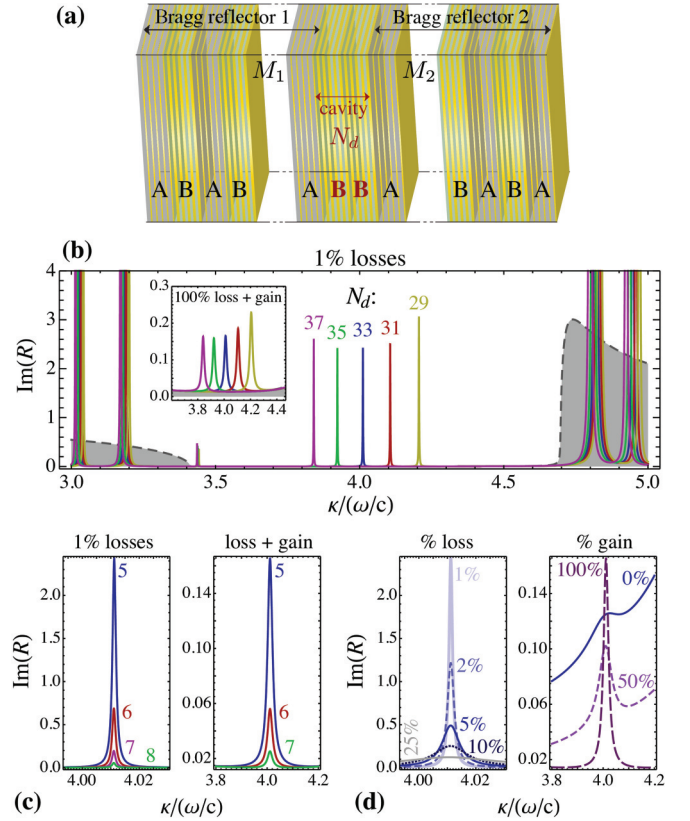 (a)
Bragg reflector 1
Bragg reflector 2
M1
M2
cavity
Nd
A B A B
A B B A
B A B A
(b)
1% losses
Im(R)
4
3
2
1
0
100% loss + gain
0.3
0.2
0.1
0.0
3.8 4.0 4.2 4.4
Nd:
37 35 33 31 29
3.0 3.5 4.0 4.5 5.0
κ/(ω/c)
1% losses
Im(R)
2.0
1.5
1.0
0.5
0.0
5
6
7
8
4.00 4.02
loss + gain
0.14
0.10
0.06
0.02
5
6
7
3.8 4.0 4.2
(c)
κ/(ω/c)
% loss
Im(R)
2.0
1.5
1.0
0.5
0.0
1%
2%
5%
10%
25%
4.00 4.02
% gain
0.14
0.10
0.06
0.02
100%
0%
50%
3.8 4.0 4.2
(d)
κ/(ω/c)